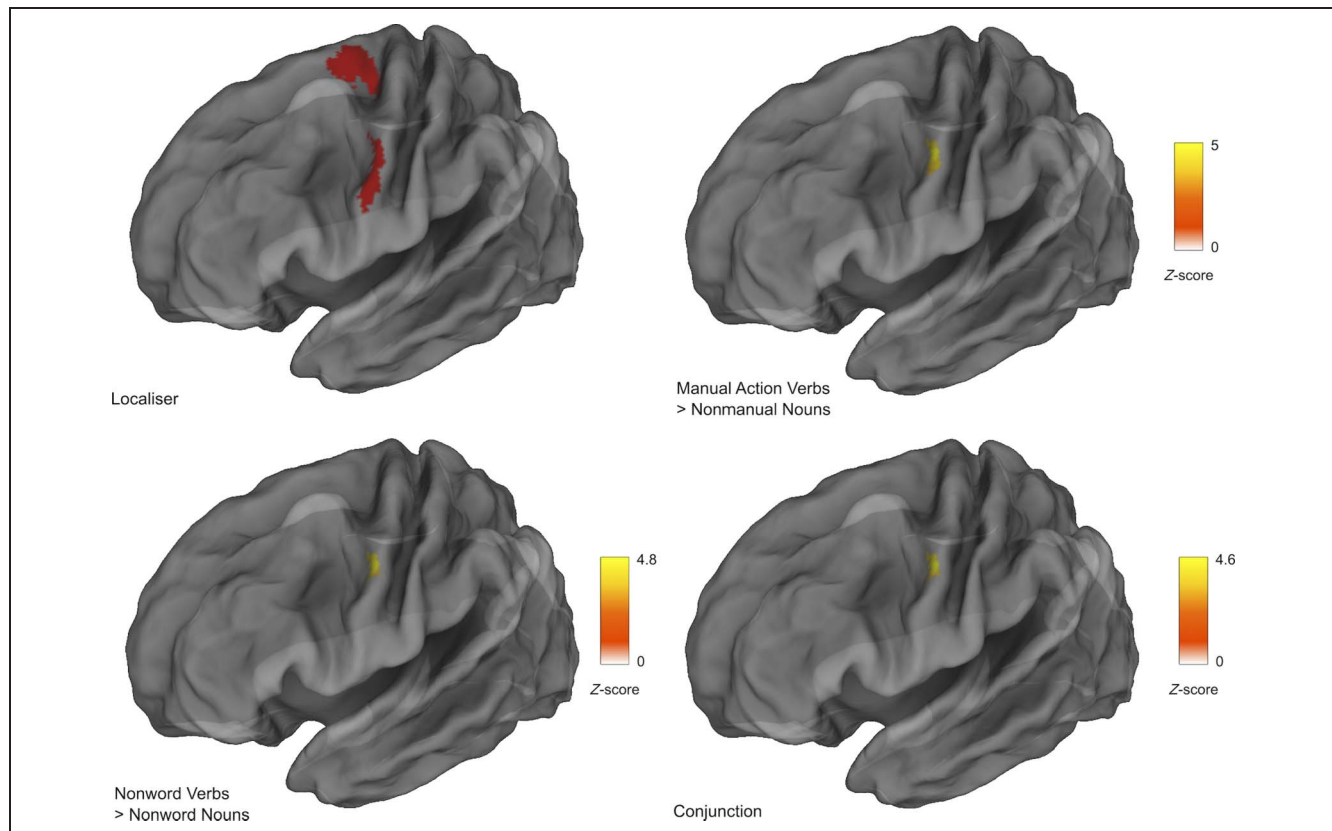 Localiser
Manual Action Verbs
> Nonmanual Nouns
5
0
Z-score
Nonword Verbs
> Nonword Nouns
4.8
0
Z-score
Conjunction
4.6
0
Z-score